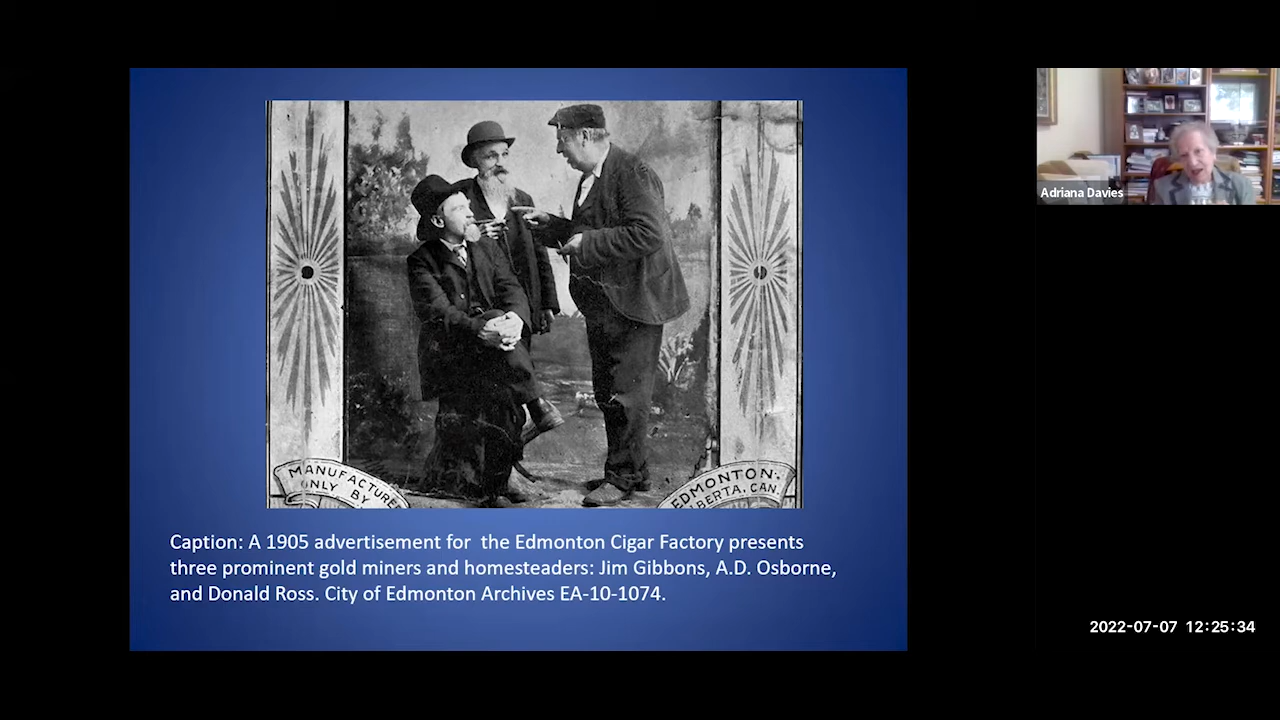 MANUFACTURE
ONLY BY
EDMONTON.
BERTA, CAN.
Caption: A 1905 advertisement for the Edmonton Cigar Factory presents
three prominent gold miners and homesteaders: Jim Gibbons, A.D. Osborne,
and Donald Ross. City of Edmonton Archives EA-10-1074.
Adriana Davies
2022-07-07 12:25:34